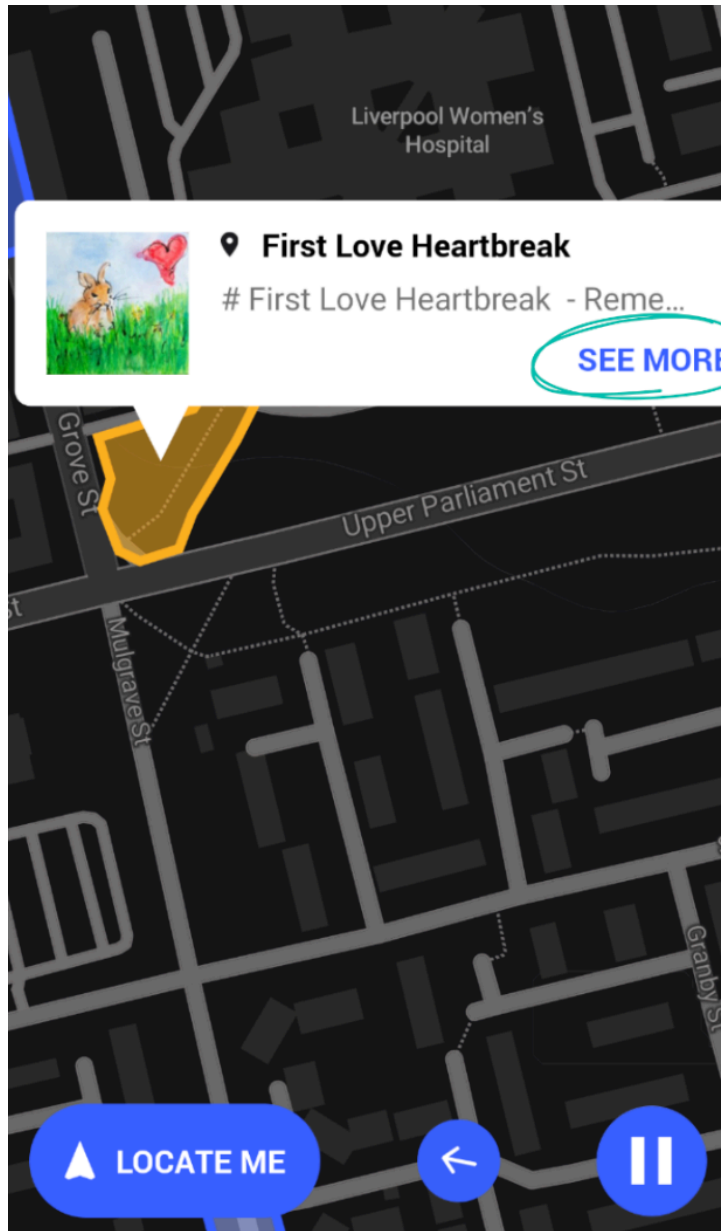 Liverpool Women's
Hospital
First Love Heartbreak
# First Love Heartbreak - Reme...
SEE MORE
Grove St
Upper Parliament St
St
Mulgrave St
Granby St
LOCATE ME